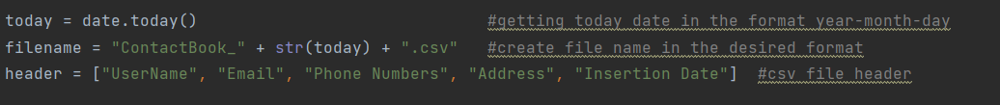 today = date.today() #getting today date in the format year-month-day
filename = "ContactBook_" + str(today) + ".csv" #create file name in the desired format
header = ["UserName", "Email", "Phone Numbers", "Address", "Insertion Date"] #csv file header